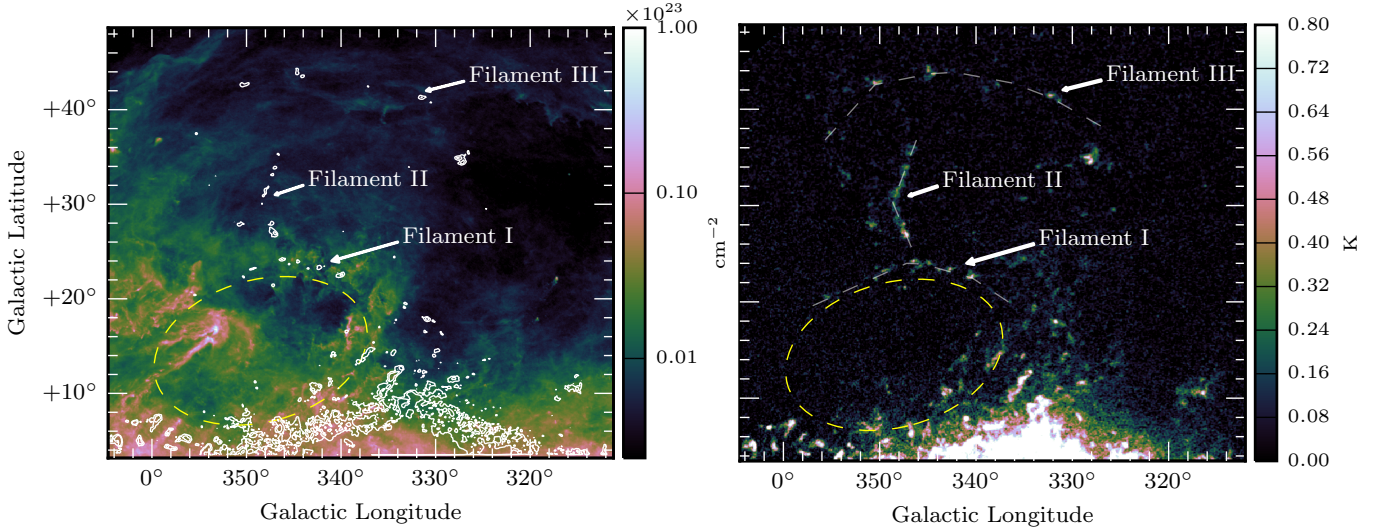 ×10²³
1.00
0.10
0.01
cm⁻²
Filament III
Filament II
Filament I
+40°
+30°
+20°
+10°
0°
350°
340°
330°
320°
Galactic Latitude
Galactic Longitude
Filament III
Filament II
Filament I
0°
350°
340°
330°
320°
Galactic Longitude
0.80
0.72
0.64
0.56
0.48
0.40
0.32
0.24
0.16
0.08
0.00
K